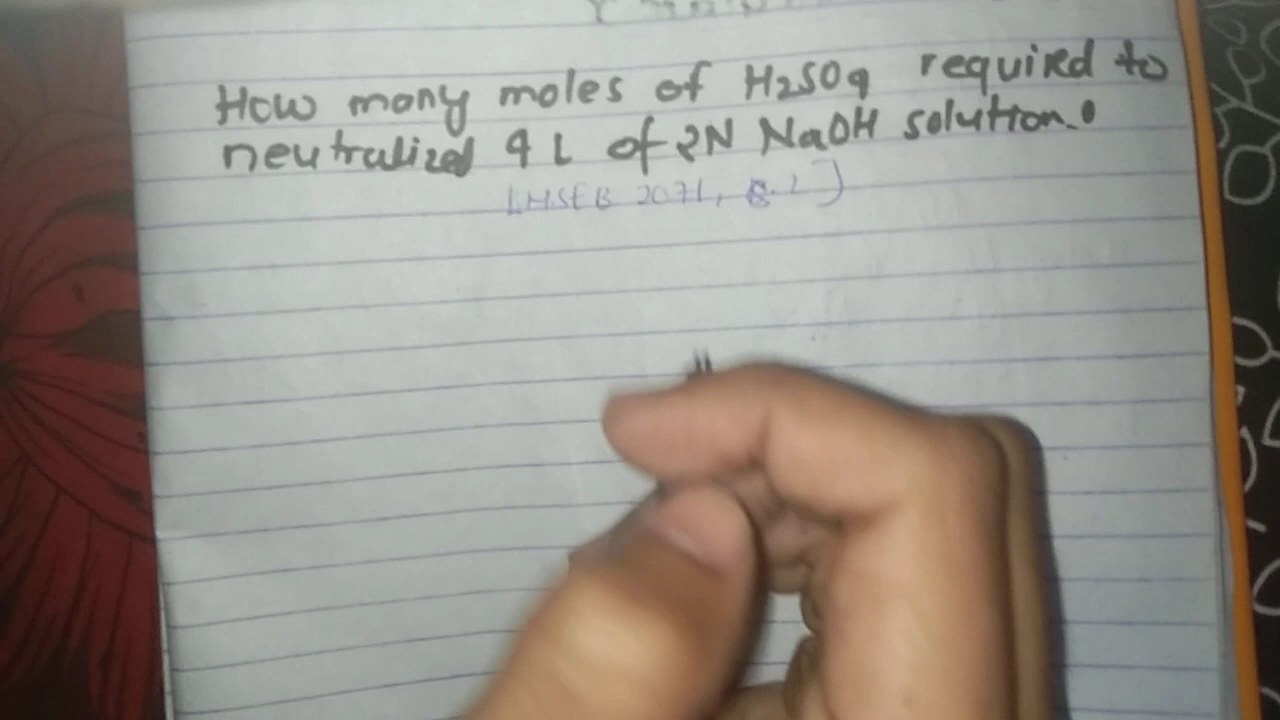 How many moles of H2SO4 required to
neutralized 4 L of 2N NaOH solution.
[HSEB 2071,